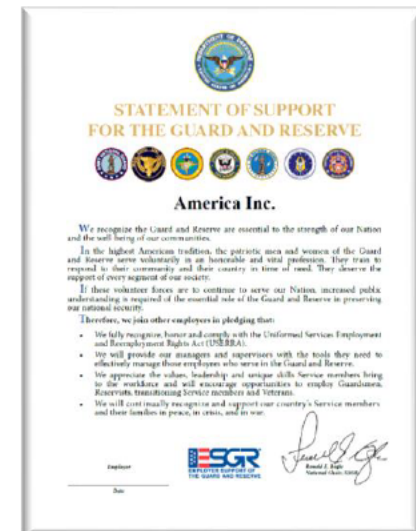 STATEMENT OF SUPPORT
FOR THE GUARD AND RESERVE
America Inc.
We recognize the Guard and Reserve are essential to the strength of our Nation
and the well-being of our communities.
In the highest American tradition, the patriotic men and women of the Guard
and Reserve serve voluntarily in an honorable and vital profession. They train to
respond to their community and their country in time of need. They deserve the
support of every segment of our society.
If these volunteer forces are to continue to serve our Nation, increased public
understanding is required of the essential role of the Guard and Reserve in preserving
our national security.
Therefore, we join other employers in pledging that:
• We fully recognize, honor and comply with the Uniformed Services Employment
and Reemployment Rights Act (USERRA).
• We will provide our managers and supervisors with the tools they need to
effectively manage those employees who serve in the Guard and Reserve.
• We appreciate the values, leadership and unique skills Service members bring
to the workforce and will encourage opportunities to employ Guardsmen,
Reservists, transitioning Service members and Veterans.
• We will continually recognize and support our country's Service members
and their families in peace, in crisis, and in war.
Employer
Date
ESGR
EMPLOYER SUPPORT OF
THE GUARD AND RESERVE
National Chair, ESGR